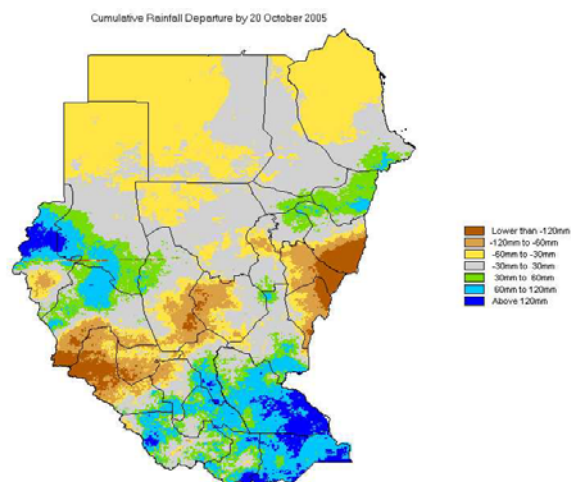 Cumulative Rainfall Departure by 20 October 2005
Lower than -120mm
-120mm to -60mm
-60mm to -30mm
-30mm to 30mm
30mm to 60mm
60mm to 120mm
Above 120mm